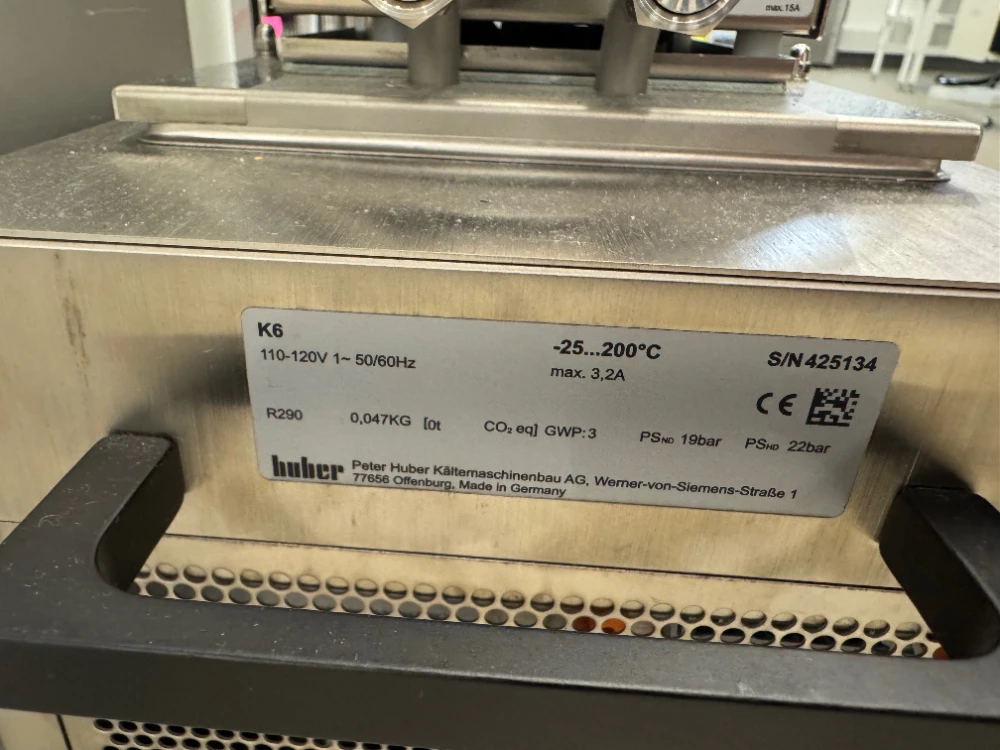 max. 15A
K6
-25...200°C
S/N 425134
110-120V 1~ 50/60Hz
max. 3,2A
CE
R290 0,047KG [0t CO₂ eq] GWP:3 PSND 19bar PSHD 22bar
huber Peter Huber Kältemaschinenbau AG, Werner-von-Siemens-Straße 1
77656 Offenburg, Made in Germany